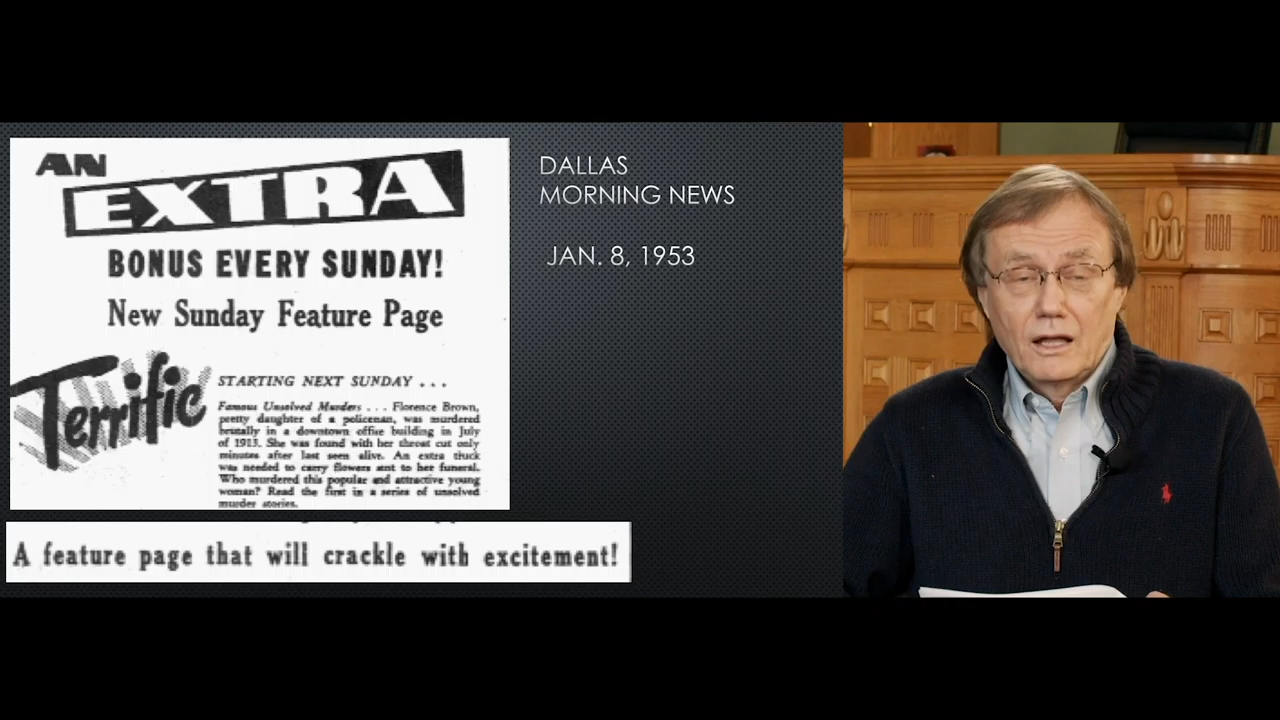 AN
EXTRA
BONUS EVERY SUNDAY!
New Sunday Feature Page
Terrific
STARTING NEXT SUNDAY . . .
Famous Unsolved Murders . . . Florence Brown,
pretty daughter of a policeman, was murdered
brutally in a downtown office building in July
of 1913. She was found with her throat cut only
minutes after last seen alive. An extra truck
was needed to carry flowers sent to her funeral.
Who murdered this popular and attractive young
woman? Read the first in a series of unsolved
murder stories.
A feature page that will crackle with excitement!
DALLAS
MORNING NEWS
JAN. 8, 1953